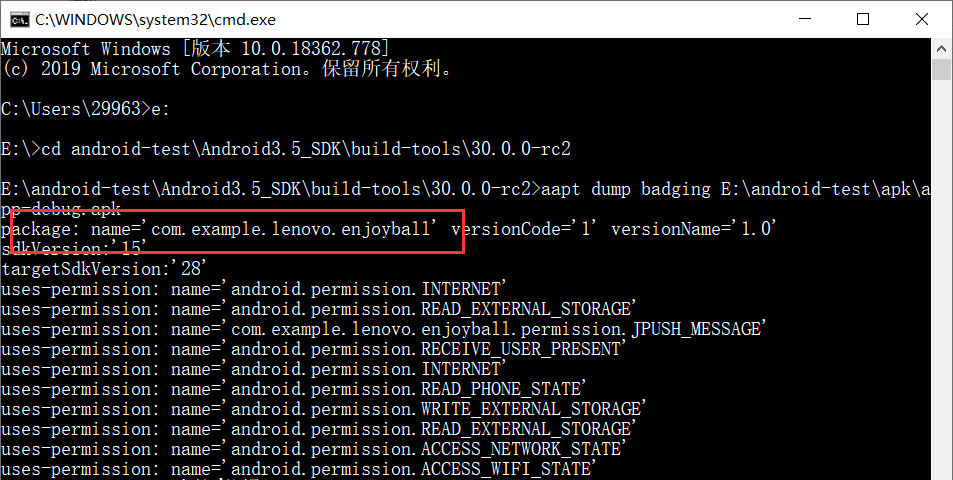 C:\WINDOWS\system32\cmd.exe
Microsoft Windows [版本 10.0.18362.778]
(c) 2019 Microsoft Corporation。保留所有权利。
C:\Users\29963>e:
E:\>cd android-test\Android3.5_SDK\build-tools\30.0.0-rc2
E:\android-test\Android3.5_SDK\build-tools\30.0.0-rc2>aapt dump badging E:\android-test\apk\a
pp-debug.apk
package: name='com.example.lenovo.enjoyball' versionCode='1' versionName='1.0'
sdkVersion:'15'
targetSdkVersion:'28'
uses-permission: name='android.permission.INTERNET'
uses-permission: name='android.permission.READ_EXTERNAL_STORAGE'
uses-permission: name='com.example.lenovo.enjoyball.permission.JPUSH_MESSAGE'
uses-permission: name='android.permission.RECEIVE_USER_PRESENT'
uses-permission: name='android.permission.INTERNET'
uses-permission: name='android.permission.READ_PHONE_STATE'
uses-permission: name='android.permission.WRITE_EXTERNAL_STORAGE'
uses-permission: name='android.permission.READ_EXTERNAL_STORAGE'
uses-permission: name='android.permission.ACCESS_NETWORK_STATE'
uses-permission: name='android.permission.ACCESS_WIFI_STATE'